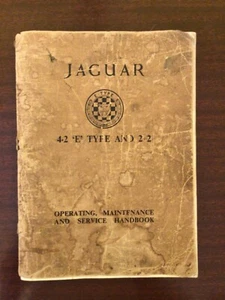 JAGUAR
4·2 'E' TYPE AND 2+2
OPERATING, MAINTENANCE
AND SERVICE HANDBOOK